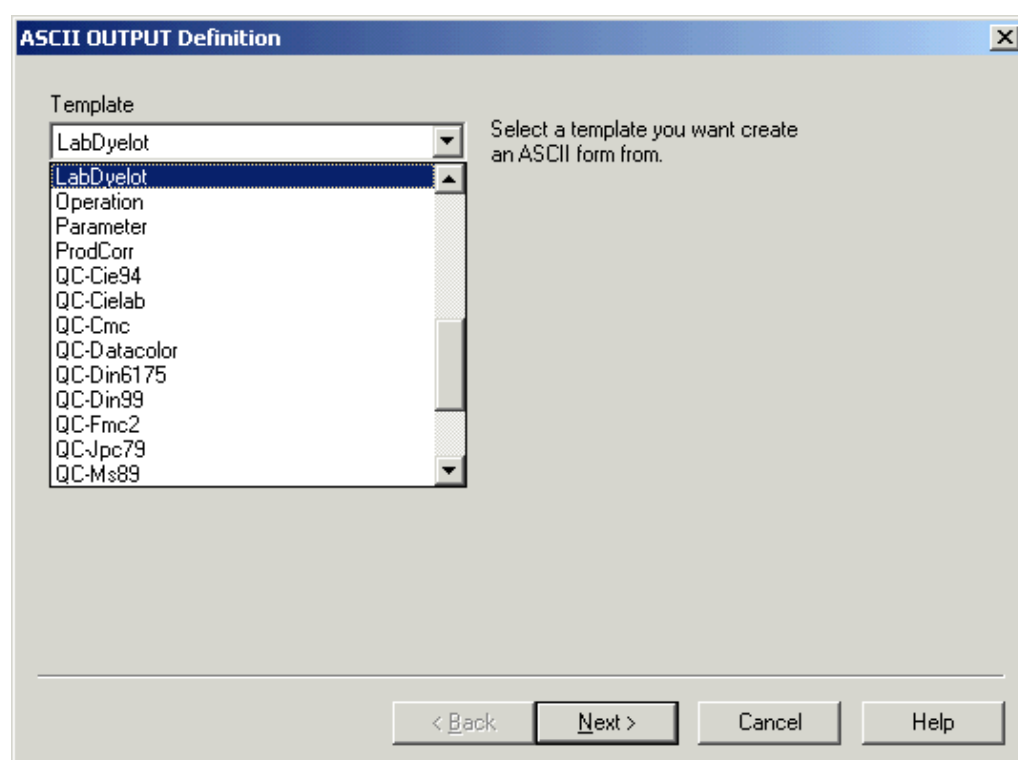 ASCII OUTPUT Definition
Template
LabDyelot
Select a template you want create
an ASCII form from.
LabDyelot
Operation
Parameter
ProdCorr
QC-Cie94
QC-Cielab
QC-Cmc
QC-Datacolor
QC-Din6175
QC-Din99
QC-Fmc2
QC-Jpc79
QC-Ms89
< Back
Next >
Cancel
Help